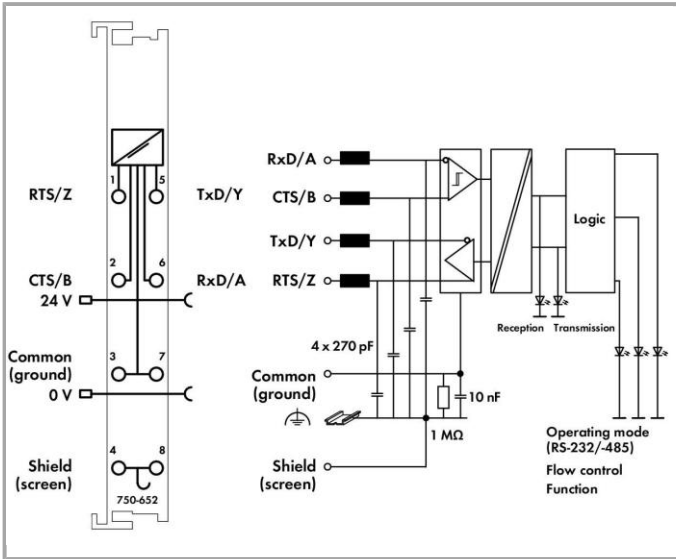 1
5
RTS/Z
TxD/Y
2
6
CTS/B
RxD/A
24 V
Common
(ground)
3
7
0 V
4
8
Shield
(screen)
750-652
RxD/A
CTS/B
TxD/Y
RTS/Z
Logic
Reception
Transmission
4 x 270 pF
Common
(ground)
10 nF
1 MΩ
Shield
(screen)
Operating mode
(RS-232/-485)
Flow control
Function